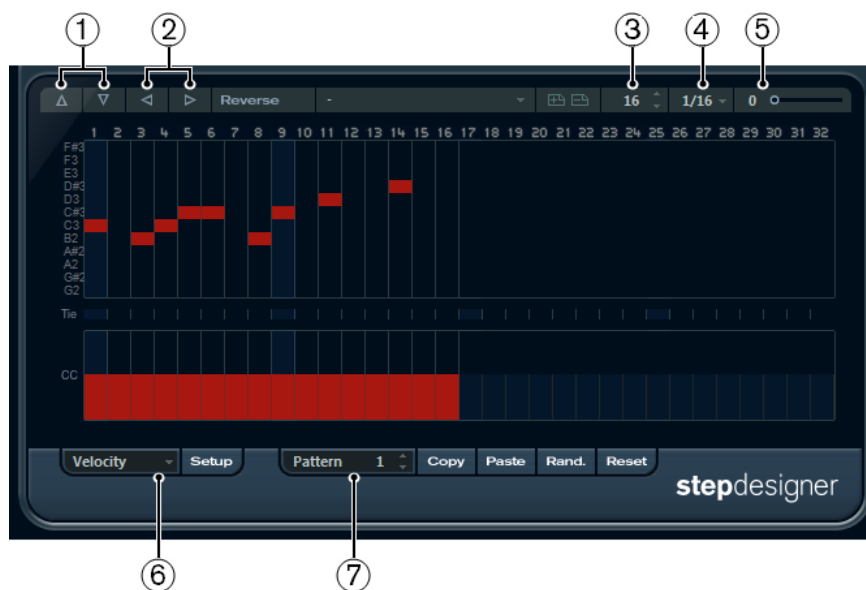 ① ② ③ ④ ⑤
Reverse - 16 1/16 0
1 2 3 4 5 6 7 8 9 10 11 12 13 14 15 16 17 18 19 20 21 22 23 24 25 26 27 28 29 30 31 32
F#3
F3
E3
D#3
D3
C#3
C3
B2
A#2
A2
G#2
G2
Tie
CC
Velocity Setup Pattern 1 Copy Paste Rand. Reset
stepdesigner
⑥ ⑦